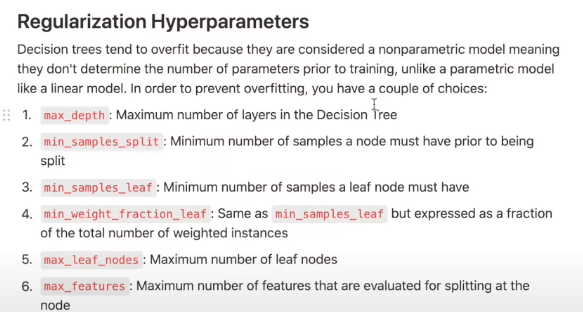 Regularization Hyperparameters
Decision trees tend to overfit because they are considered a nonparametric model meaning
they don't determine the number of parameters prior to training, unlike a parametric model
like a linear model. In order to prevent overfitting, you have a couple of choices:
1. max_depth : Maximum number of layers in the Decision Tree
2. min_samples_split : Minimum number of samples a node must have prior to being
split
3. min_samples_leaf : Minimum number of samples a leaf node must have
4. min_weight_fraction_leaf : Same as min_samples_leaf but expressed as a fraction
of the total number of weighted instances
5. max_leaf_nodes : Maximum number of leaf nodes
6. max_features : Maximum number of features that are evaluated for splitting at the
node